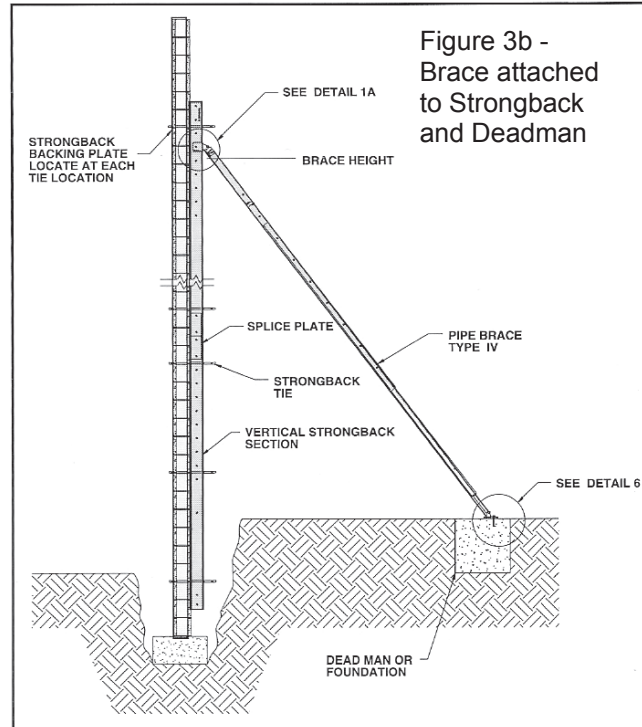 Figure 3b -
Brace attached
to Strongback
and Deadman
SEE DETAIL 1A
STRONGBACK
BACKING PLATE
LOCATE AT EACH
TIE LOCATION
BRACE HEIGHT
SPLICE PLATE
PIPE BRACE
TYPE IV
STRONGBACK
TIE
VERTICAL STRONGBACK
SECTION
SEE DETAIL 6
DEAD MAN OR
FOUNDATION